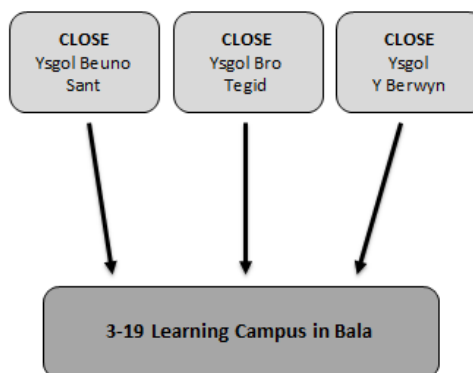 CLOSE
Ysgol Beuno
Sant
CLOSE
Ysgol Bro
Tegid
CLOSE
Ysgol
Y Berwyn
3-19 Learning Campus in Bala